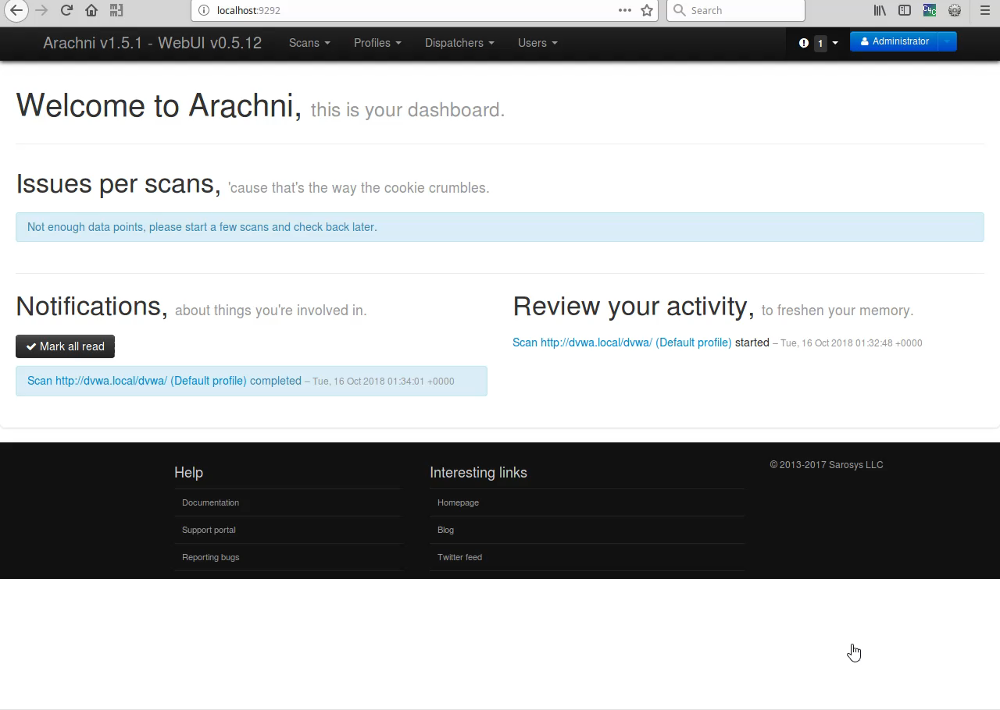 localhost:9292
Search
Arachni v1.5.1 - WebUI v0.5.12 Scans Profiles Dispatchers Users 1 Administrator
Welcome to Arachni, this is your dashboard.
Issues per scans, 'cause that's the way the cookie crumbles.
Not enough data points, please start a few scans and check back later.
Notifications, about things you're involved in.
Mark all read
Scan http://dvwa.local/dvwa/ (Default profile) completed – Tue, 16 Oct 2018 01:34:01 +0000
Review your activity, to freshen your memory.
Scan http://dvwa.local/dvwa/ (Default profile) started – Tue, 16 Oct 2018 01:32:48 +0000
Help
Documentation
Support portal
Reporting bugs
Interesting links
Homepage
Blog
Twitter feed
© 2013-2017 Sarosys LLC